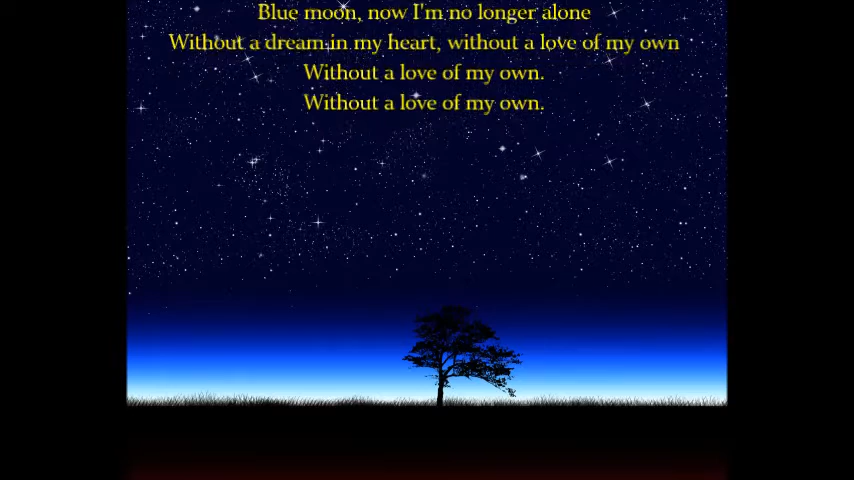 Blue moon, now I'm no longer alone
Without a dream in my heart, without a love of my own
Without a love of my own.
Without a love of my own.